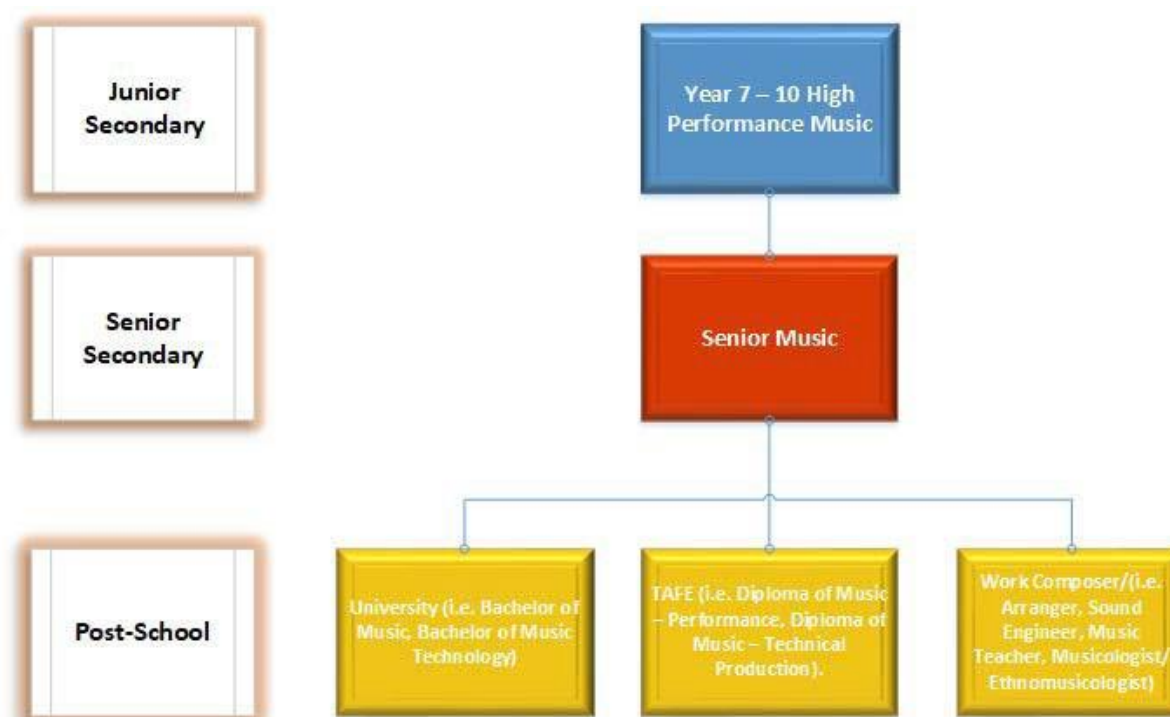 Junior
Secondary
Year 7 – 10 High
Performance Music
Senior
Secondary
Senior Music
Post-School
University (i.e. Bachelor of
Music, Bachelor of Music
Technology)
TAFE (i.e. Diploma of Music
– Performance, Diploma of
Music – Technical
Production).
Work Composer/(i.e.
Arranger, Sound
Engineer, Music
Teacher, Musicologist/
Ethnomusicologist)